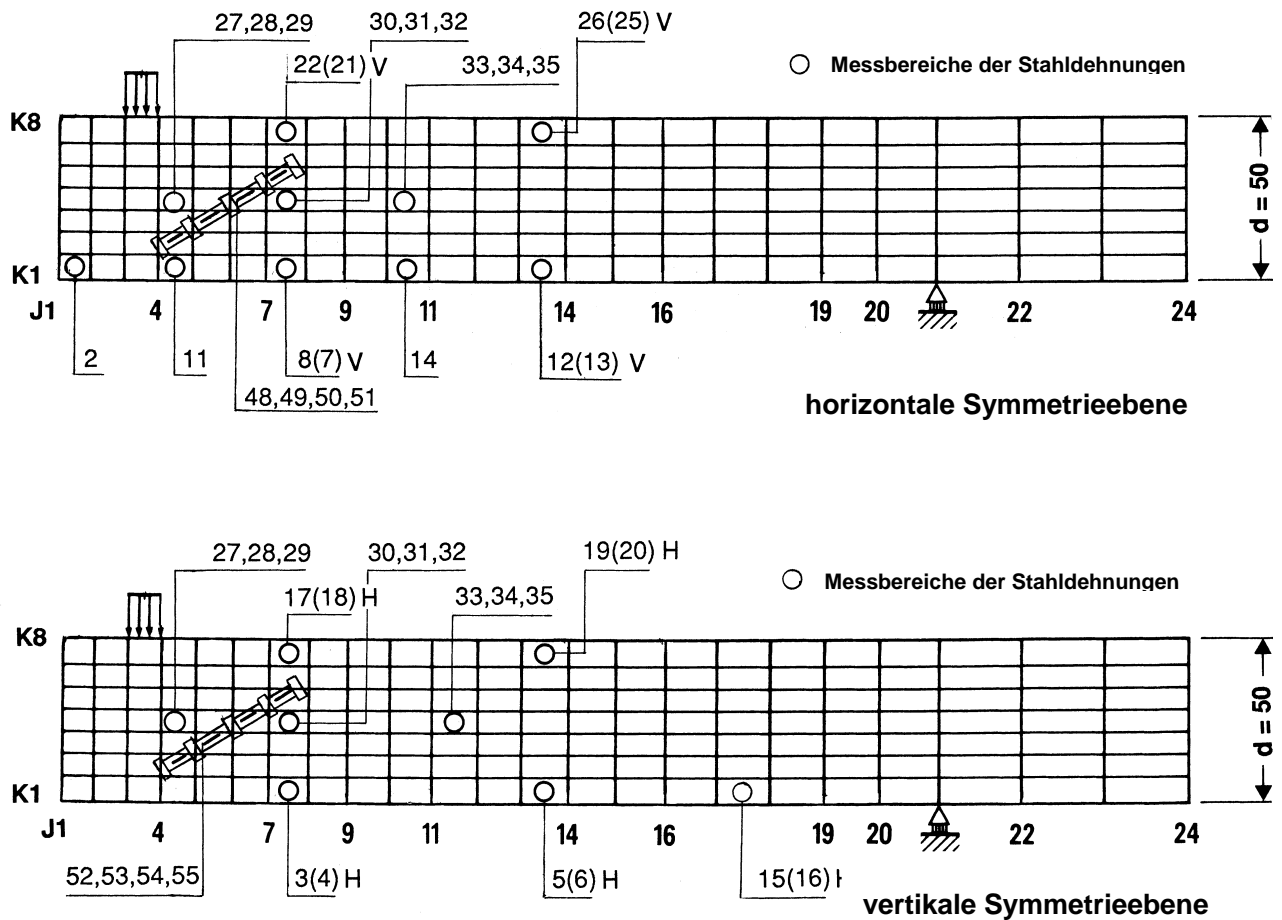 27,28,29
30,31,32
26(25) V
22(21) V
33,34,35
Messbereiche der Stahldehnungen
K8
d = 50
K1
J1 4 7 9 11 14 16 19 20 22 24
2
11
8(7) V
14
12(13) V
48,49,50,51
horizontale Symmetrieebene
27,28,29
30,31,32
19(20) H
17(18) H
33,34,35
Messbereiche der Stahldehnungen
K8
d = 50
K1
J1 4 7 9 11 14 16 19 20 22 24
52,53,54,55
3(4) H
5(6) H
15(16)
vertikale Symmetrieebene